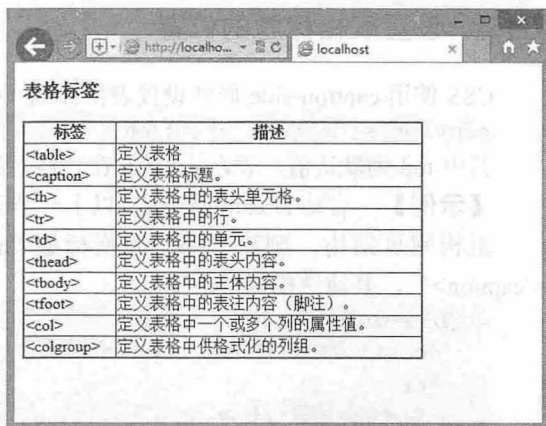 http://localho...
localhost
表格标签
标签 描述
<table> 定义表格
<caption> 定义表格标题。
<th> 定义表格中的表头单元格。
<tr> 定义表格中的行。
<td> 定义表格中的单元。
<thead> 定义表格中的表头内容。
<tbody> 定义表格中的主体内容。
<tfoot> 定义表格中的表注内容（脚注）。
<col> 定义表格中一个或多个列的属性值。
<colgroup> 定义表格中供格式化的列组。